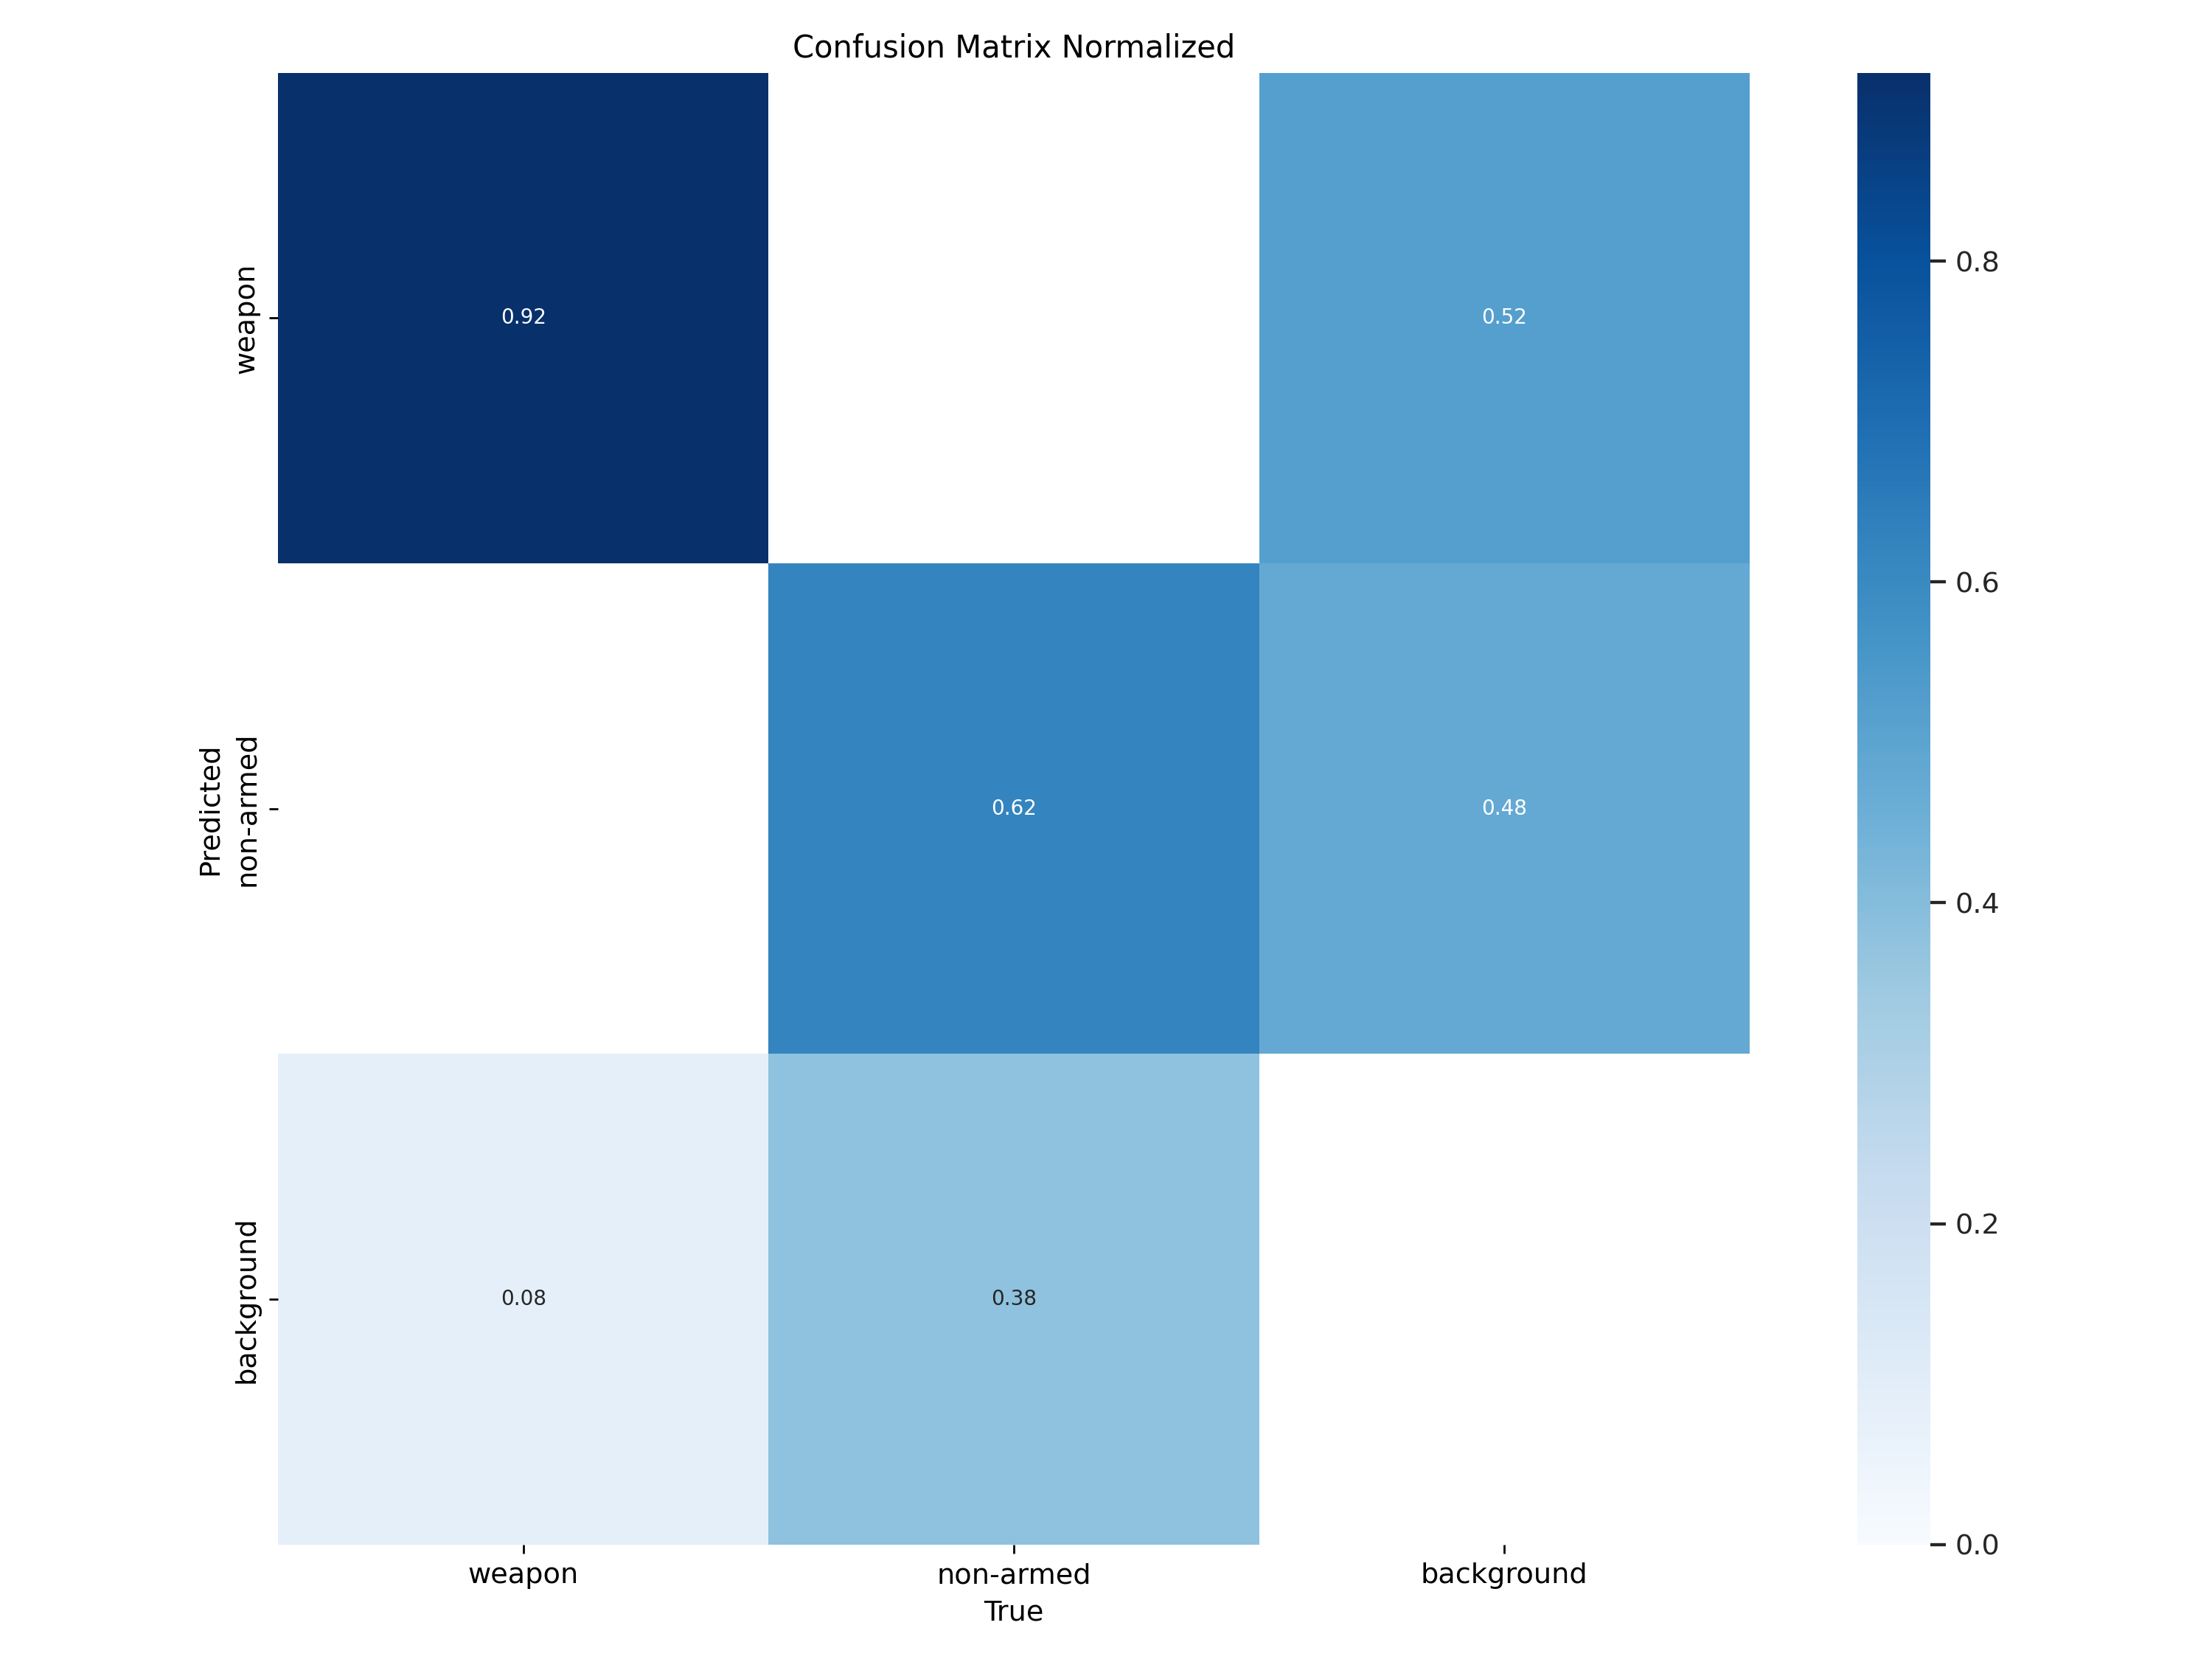 Confusion Matrix Normalized
weapon
0.92
0.52
0.8
0.6
Predicted
non-armed
0.62
0.48
0.4
background
0.08
0.38
0.2
0.0
weapon
non-armed
background
True